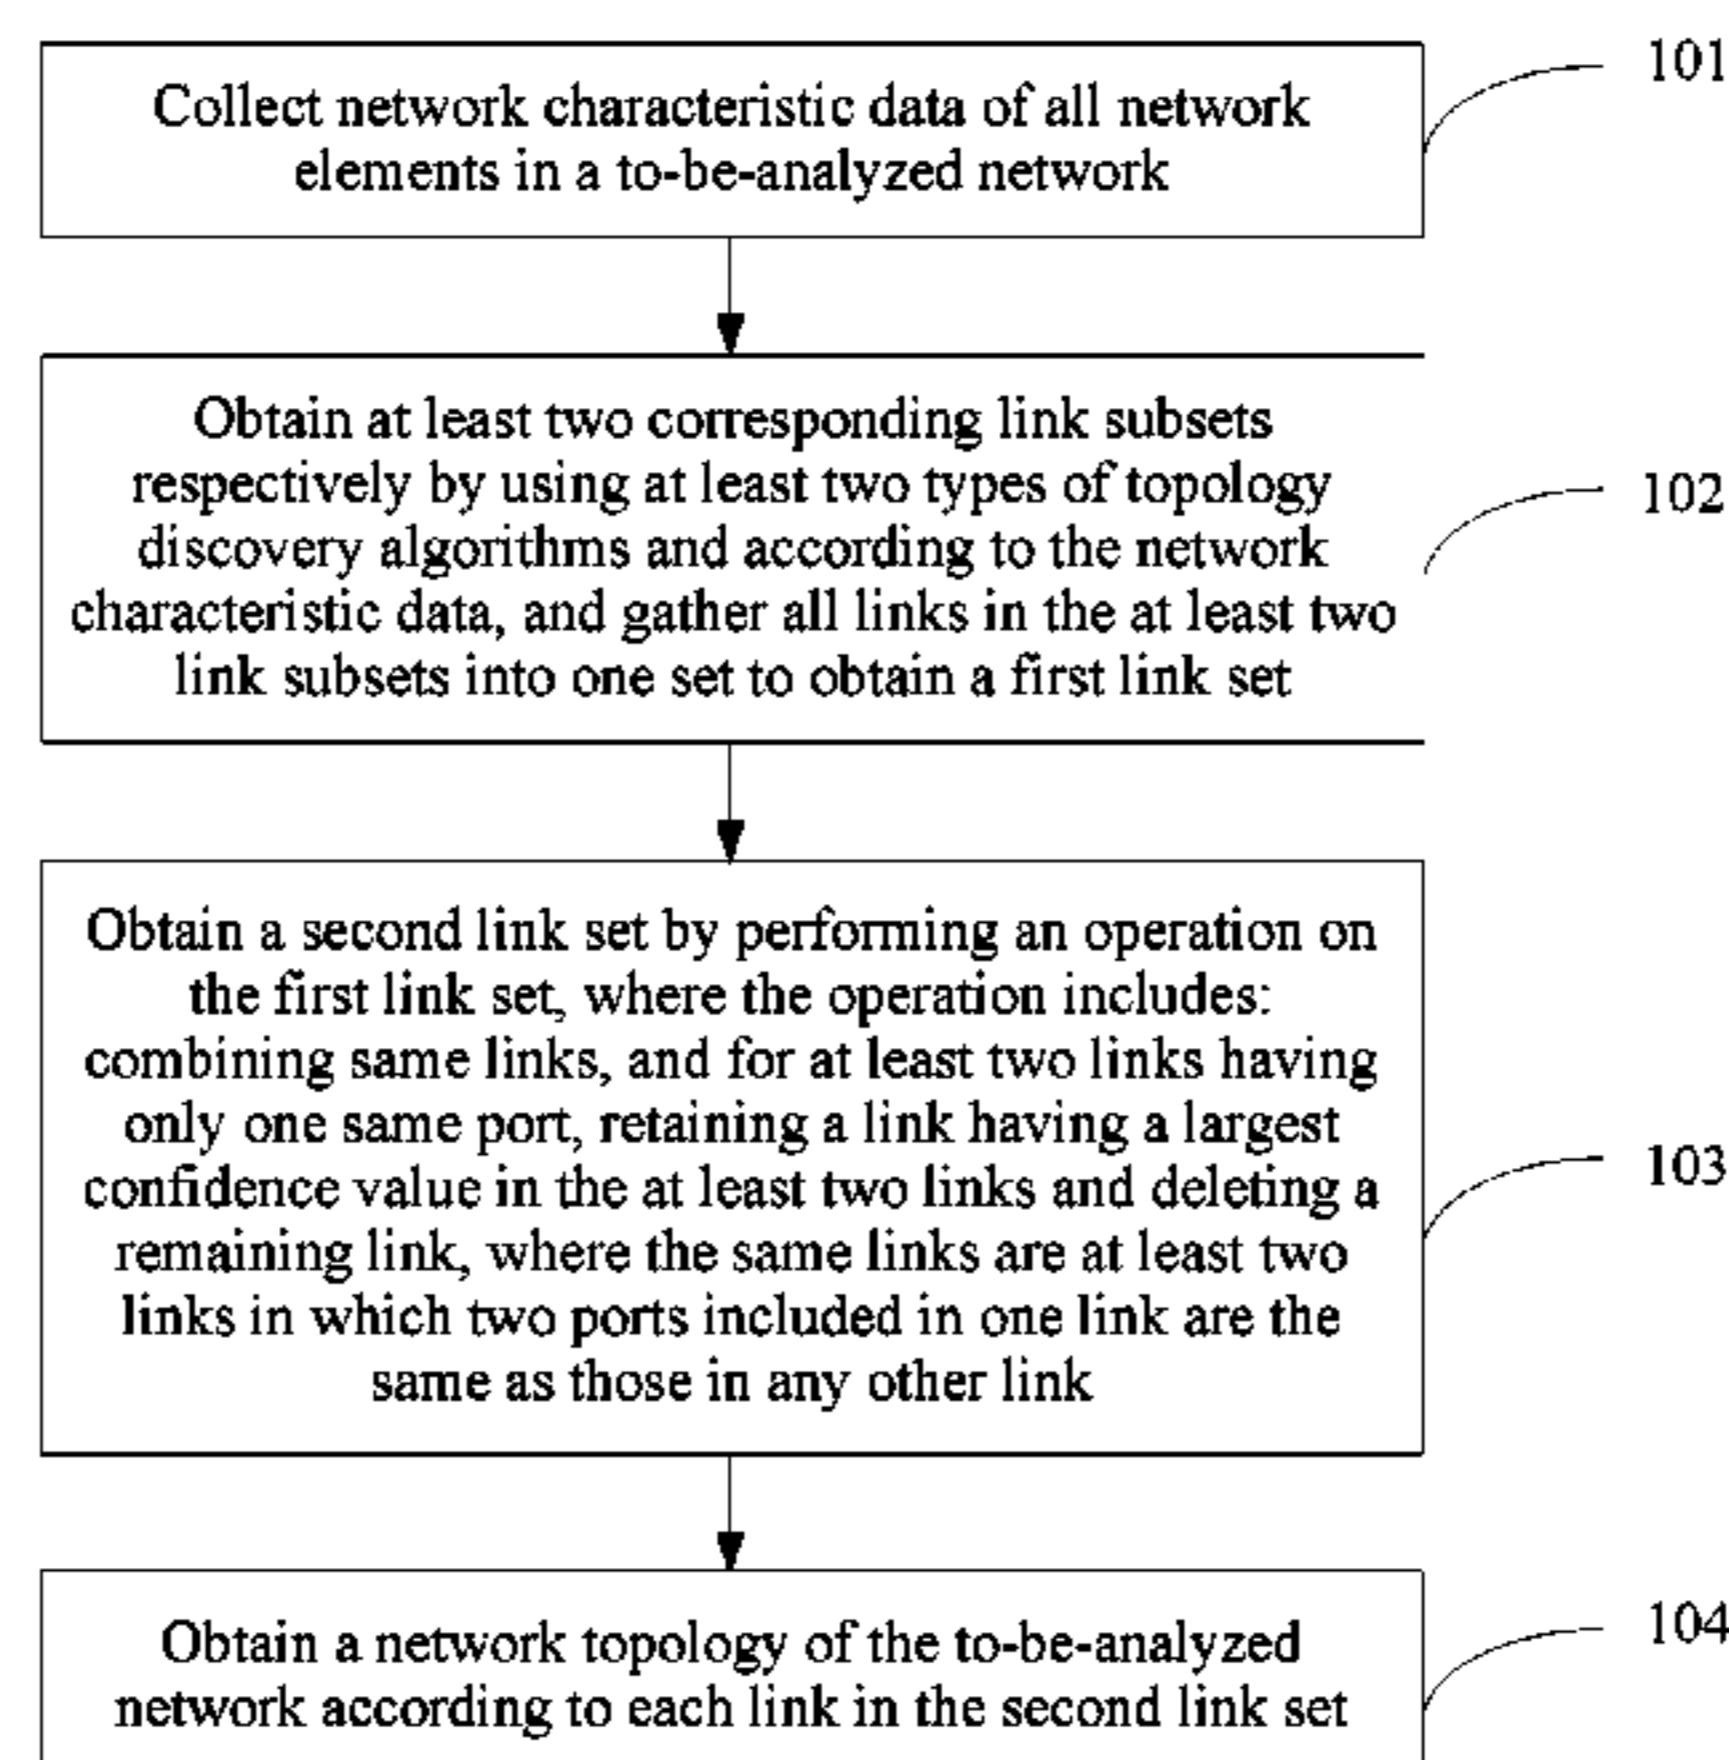 101
Collect network characteristic data of all network
elements in a to-be-analyzed network
Obtain at least two corresponding link subsets
respectively by using at least two types of topology
discovery algorithms and according to the network
characteristic data, and gather all links in the at least two
link subsets into one set to obtain a first link set
102
Obtain a second link set by performing an operation on
the first link set, where the operation includes:
combining same links, and for at least two links having
only one same port, retaining a link having a largest
confidence value in the at least two links and deleting a
remaining link, where the same links are at least two
links in which two ports included in one link are the
same as those in any other link
103
Obtain a network topology of the to-be-analyzed
network according to each link in the second link set
104